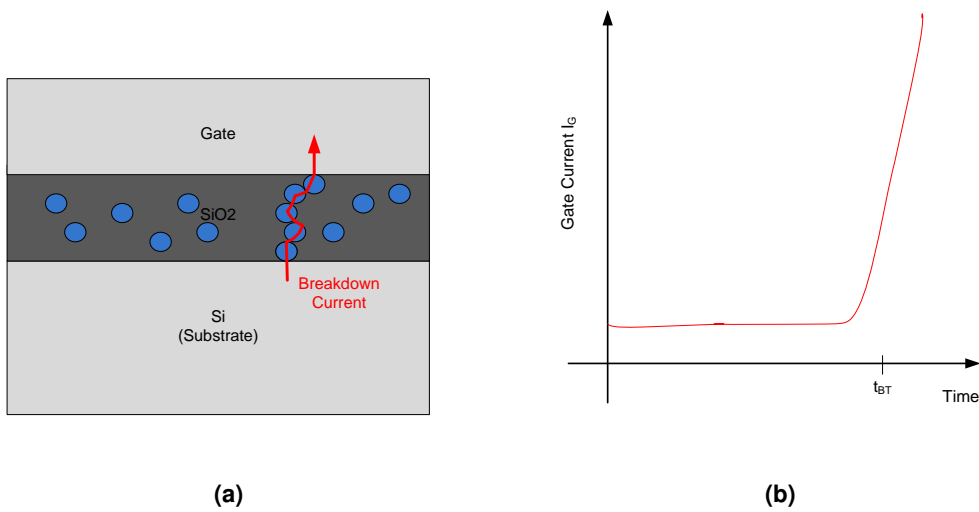 Gate
SiO2
Breakdown
Current
Si
(Substrate)
(a)
Gate Current I_G
t_BT
Time
(b)